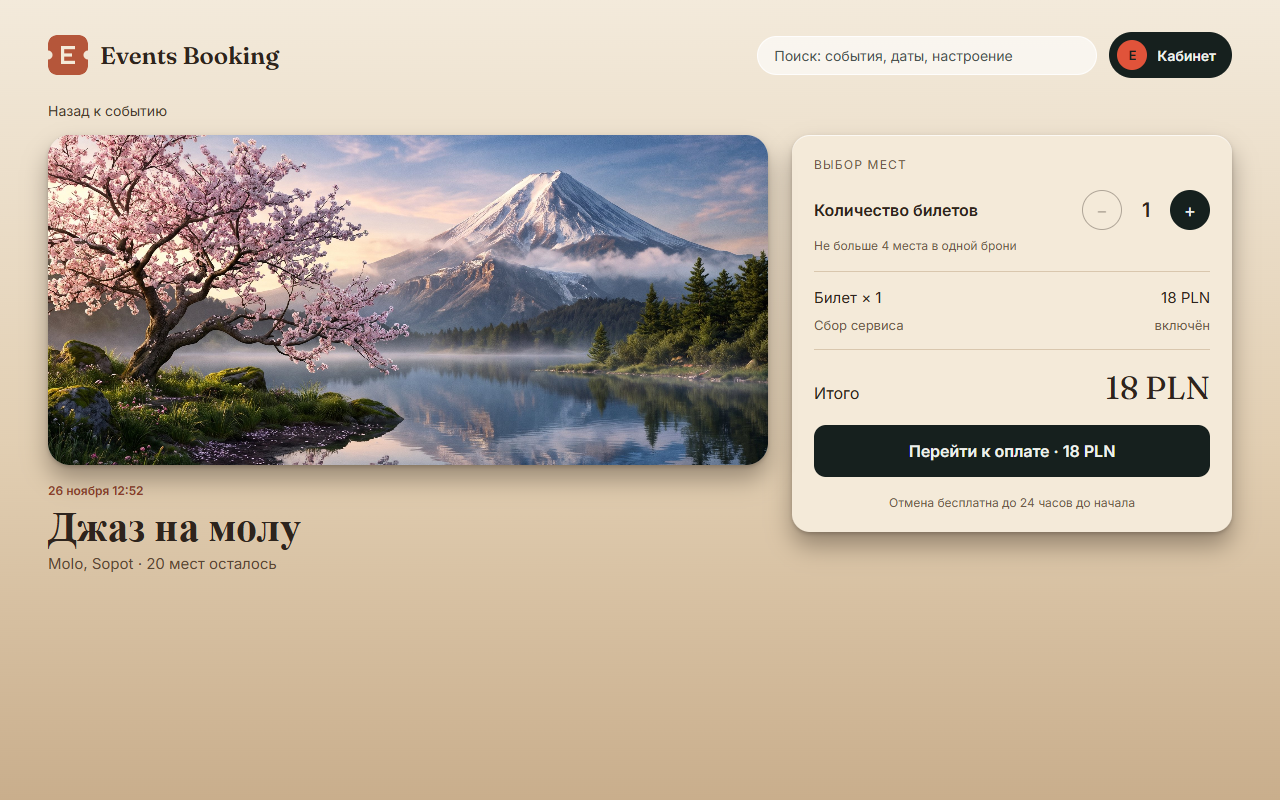 E Events Booking
Поиск: события, даты, настроение
E Кабинет
Назад к событию
ВЫБОР МЕСТ
Количество билетов
− 1 +
Не больше 4 места в одной брони
Билет × 1 18 PLN
Сбор сервиса включён
Итого 18 PLN
Перейти к оплате · 18 PLN
Отмена бесплатна до 24 часов до начала
26 ноября 12:52
Джаз на молу
Molo, Sopot · 20 мест осталось